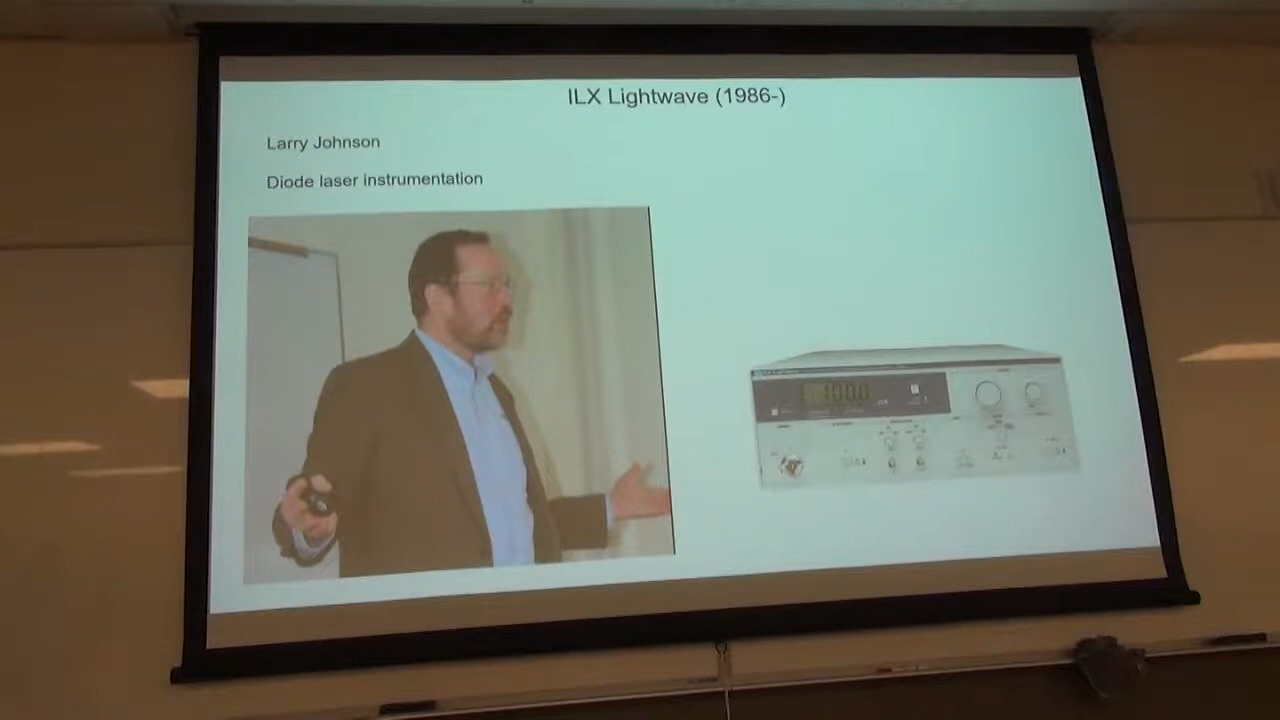 ILX Lightwave (1986-)
Larry Johnson
Diode laser instrumentation